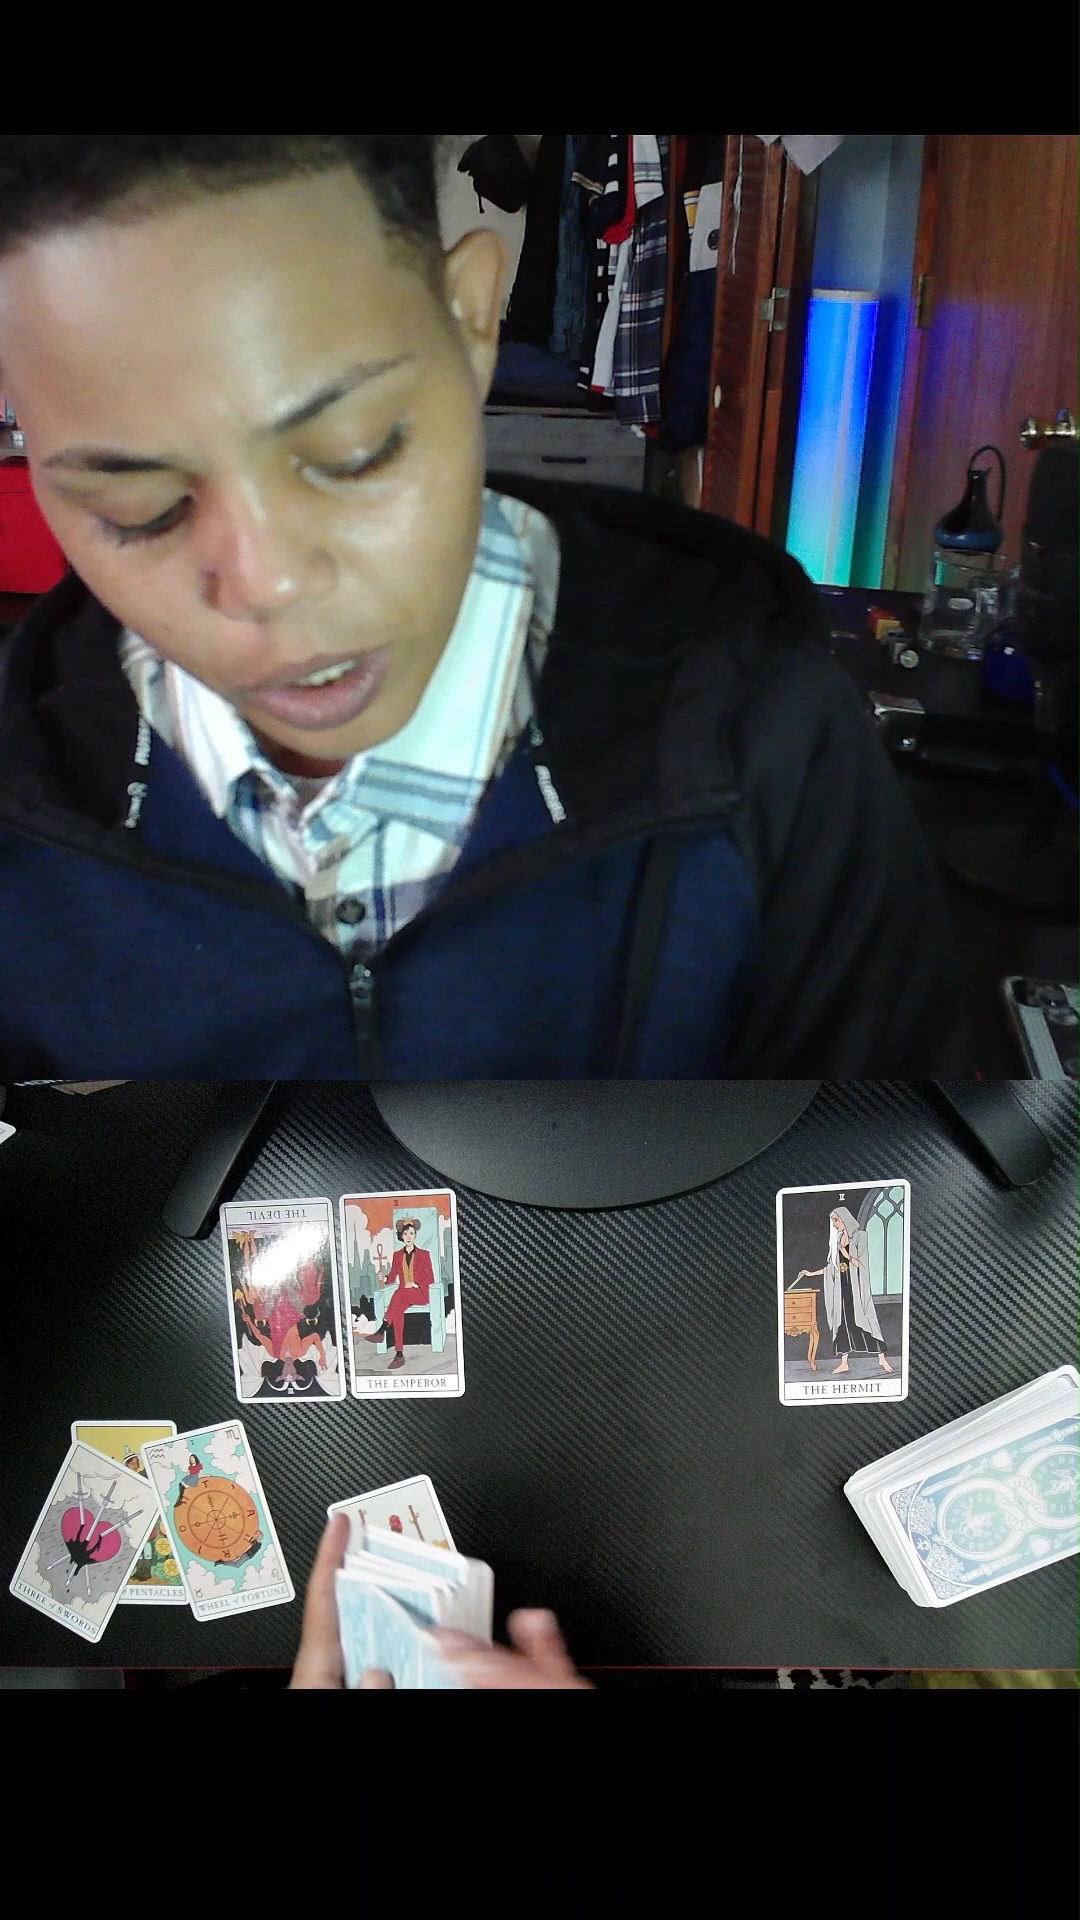 THE DEVIL
THE EMPEROR
THE HERMIT
THREE of SWORDS
PENTACLES
WHEEL of FORTUNE